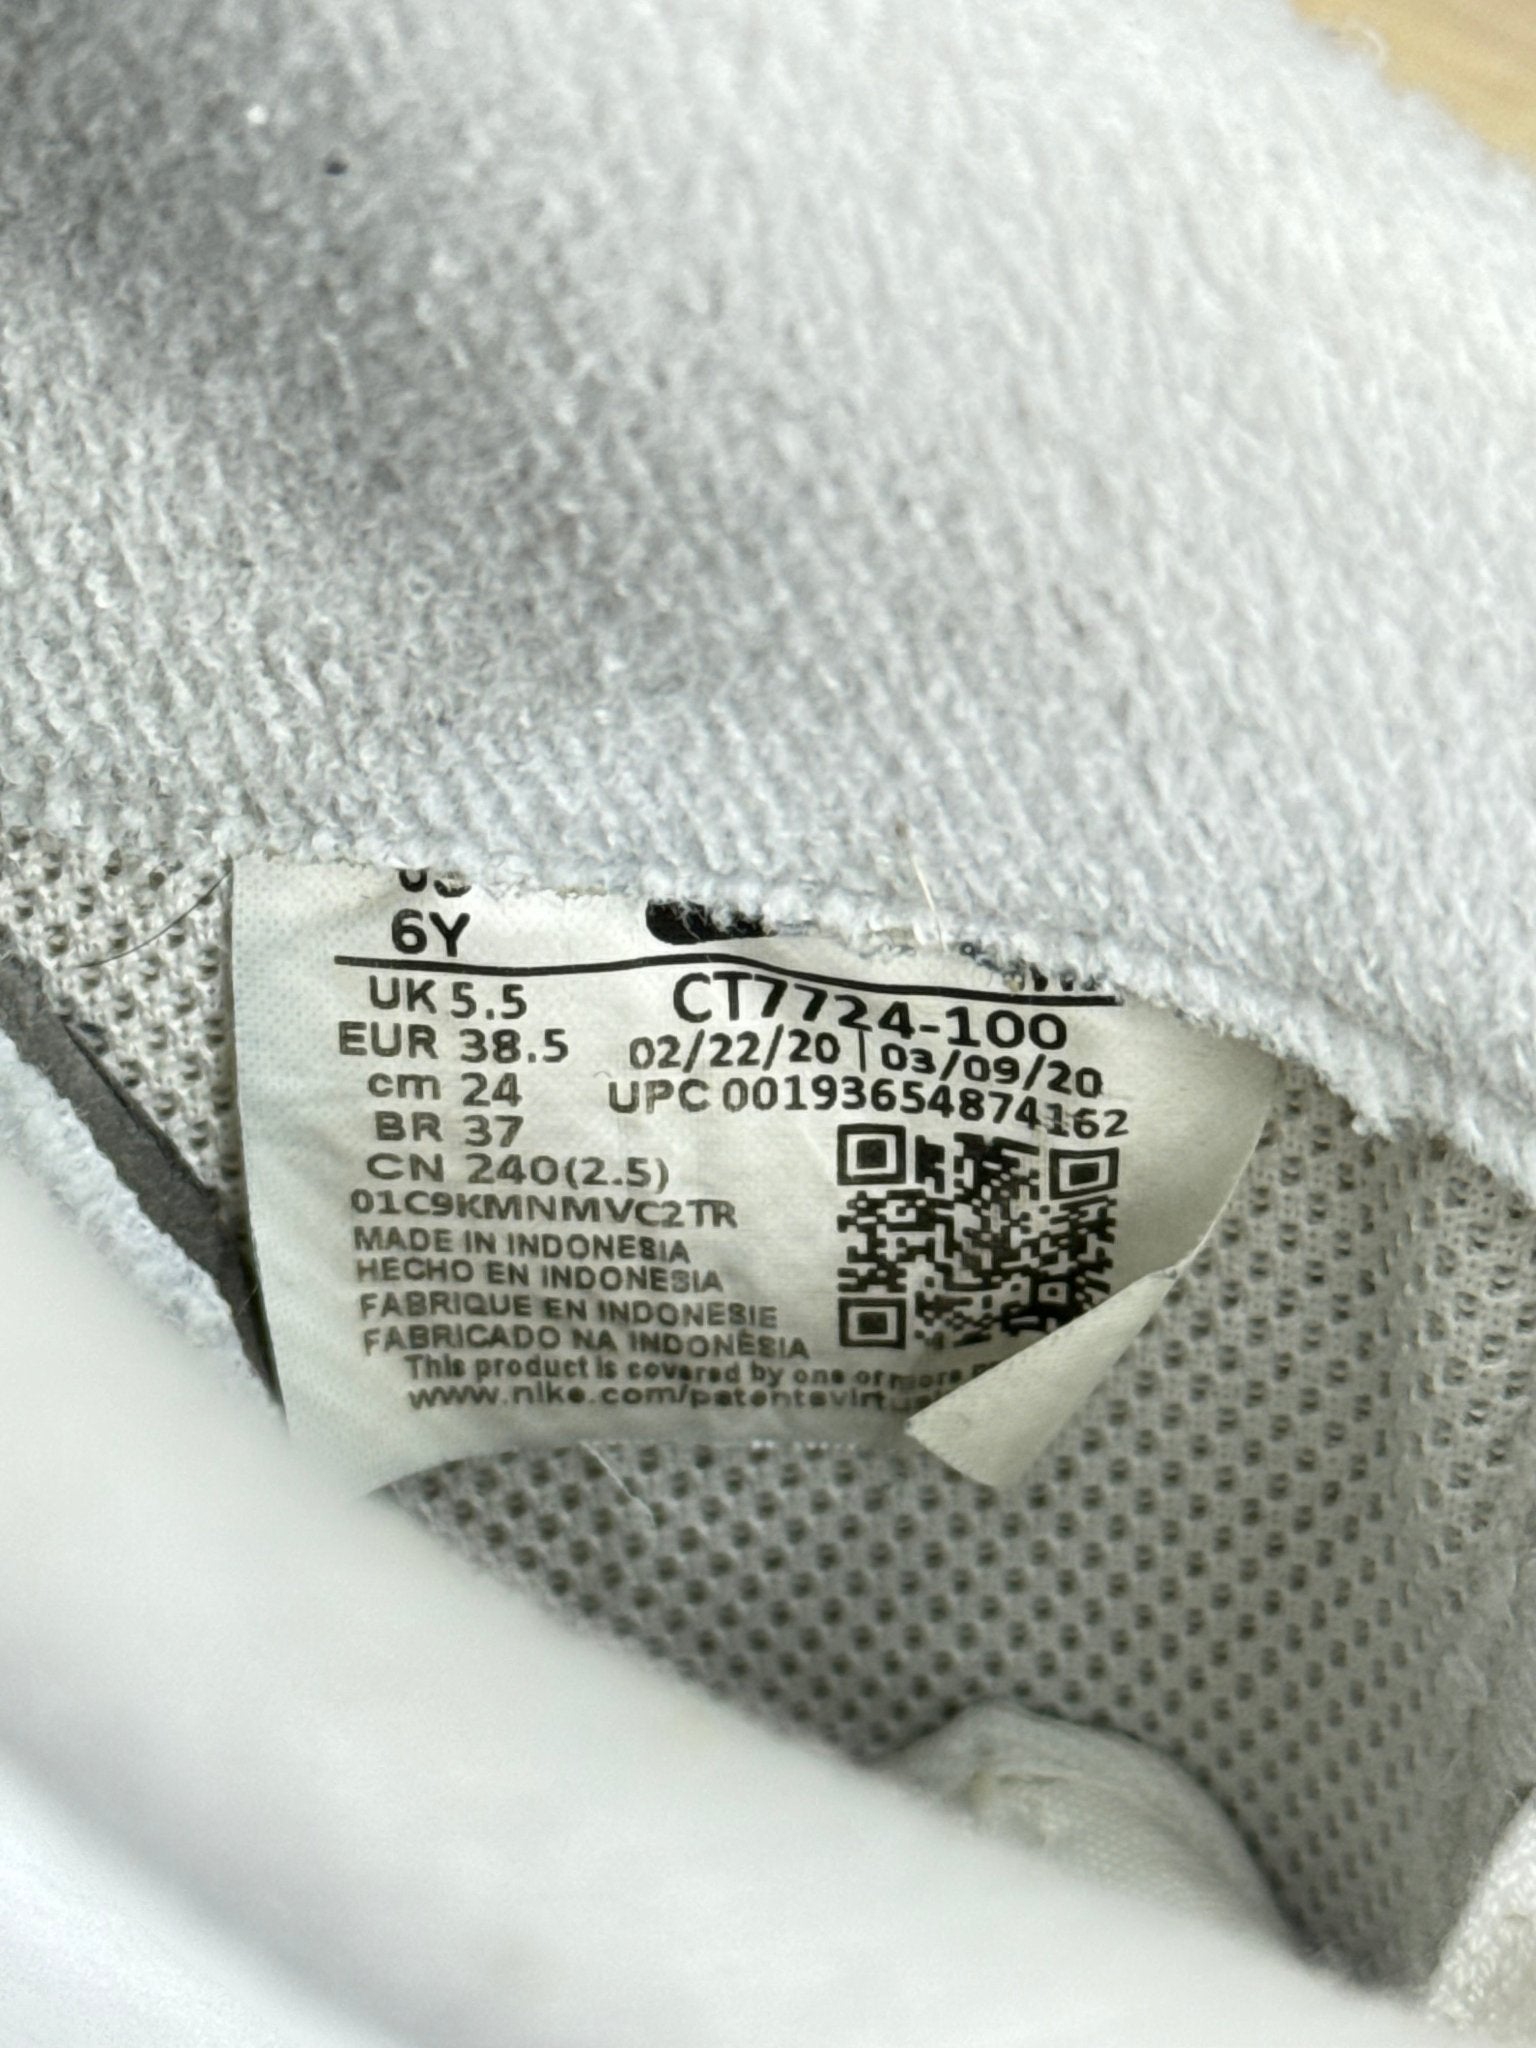 US
6Y
UK 5.5
EUR 38.5
cm 24
BR 37
CN 240(2.5)
CT7724-100
02/22/20 | 03/09/20
UPC 00193654874162
01C9KMNMVC2TR
MADE IN INDONESIA
HECHO EN INDONESIA
FABRIQUE EN INDONESIE
FABRICADO NA INDONÉSIA
This product is covered by one or more
www.nike.com/patents